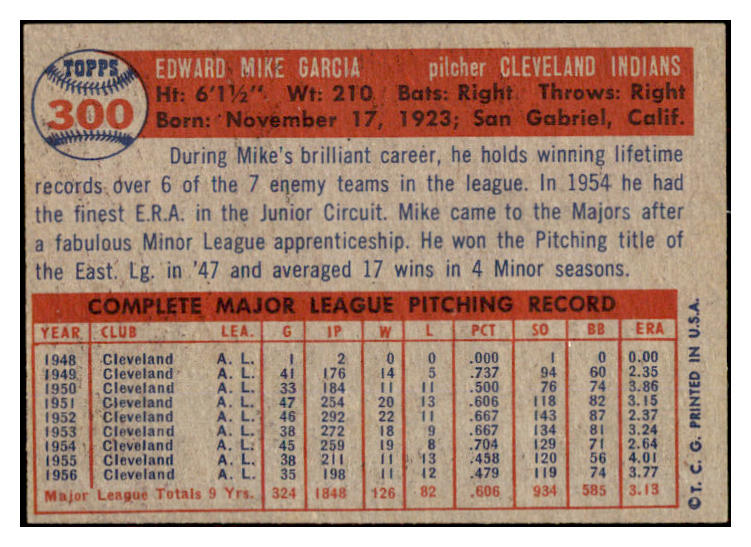 TOPPS
300
EDWARD MIKE GARCIA pitcher CLEVELAND INDIANS
Ht: 6'1½". Wt: 210 Bats: Right Throws: Right
Born: November 17, 1923; San Gabriel, Calif.
During Mike's brilliant career, he holds winning lifetime
records over 6 of the 7 enemy teams in the league. In 1954 he had
the finest E.R.A. in the Junior Circuit. Mike came to the Majors after
a fabulous Minor League apprenticeship. He won the Pitching title of
the East. Lg. in '47 and averaged 17 wins in 4 Minor seasons.
COMPLETE MAJOR LEAGUE PITCHING RECORD
YEAR CLUB LEA. G IP W L PCT SO BB ERA
1948 Cleveland A. L. 1 2 0 0 .000 1 0 0.00
1949 Cleveland A. L. 41 176 14 5 .737 94 60 2.35
1950 Cleveland A. L. 33 184 11 11 .500 76 74 3.86
1951 Cleveland A. L. 47 254 20 13 .606 118 82 3.15
1952 Cleveland A. L. 46 292 22 11 .667 143 87 2.37
1953 Cleveland A. L. 38 272 18 9 .667 134 81 3.24
1954 Cleveland A. L. 45 259 19 8 .704 129 71 2.64
1955 Cleveland A. L. 38 211 11 13 .458 120 56 4.01
1956 Cleveland A. L. 35 198 11 12 .479 119 74 3.77
Major League Totals 9 Yrs. 324 1848 126 82 .606 934 585 3.13
© T. C. G. PRINTED IN U.S.A.